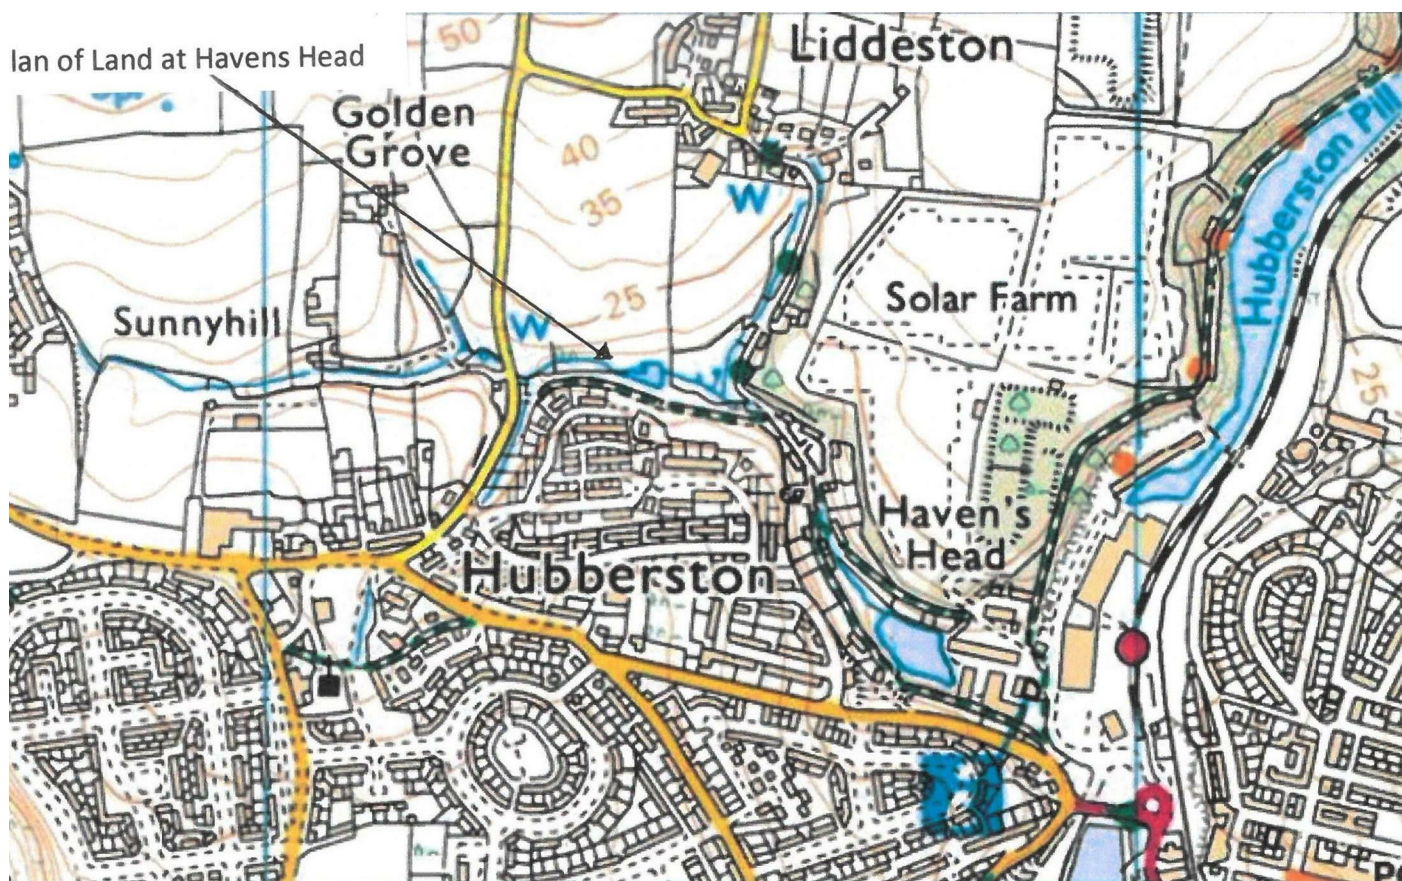 lan of Land at Havens Head
50
Liddeston
Golden
Grove
40
35
25
W
W
Solar Farm
Sunnyhill
Hubberston Pill
25
Haven's
Head
Hubberston